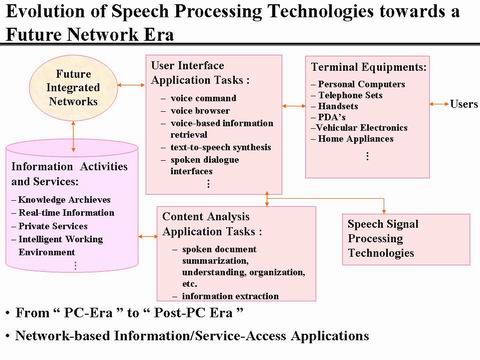 Evolution of Speech Processing Technologies towards a
Future Network Era
Future
Integrated
Networks
User Interface
Application Tasks :
– voice command
– voice browser
– voice-based information
retrieval
– text-to-speech synthesis
– spoken dialogue
interfaces
⋮
Terminal Equipments:
– Personal Computers
– Telephone Sets
– Handsets
– PDA’s
–Vehicular Electronics
– Home Appliances
⋮
Users
Information Activities
and Services:
– Knowledge Archieves
– Real-time Information
– Private Services
– Intelligent Working
Environment
⋮
Content Analysis
Application Tasks :
– spoken document
summarization,
understanding, organization,
etc.
– information extraction
Speech Signal
Processing
Technologies
• From “ PC-Era ” to “ Post-PC Era ”
• Network-based Information/Service-Access Applications